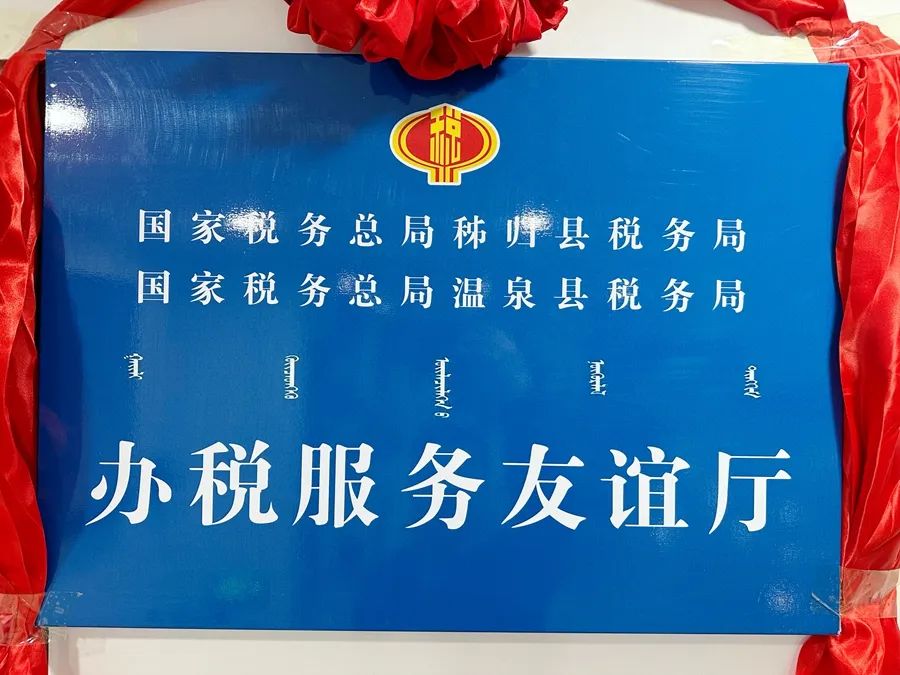 税
国家税务总局秭归县税务局
国家税务总局温泉县税务局
办税服务友谊厅